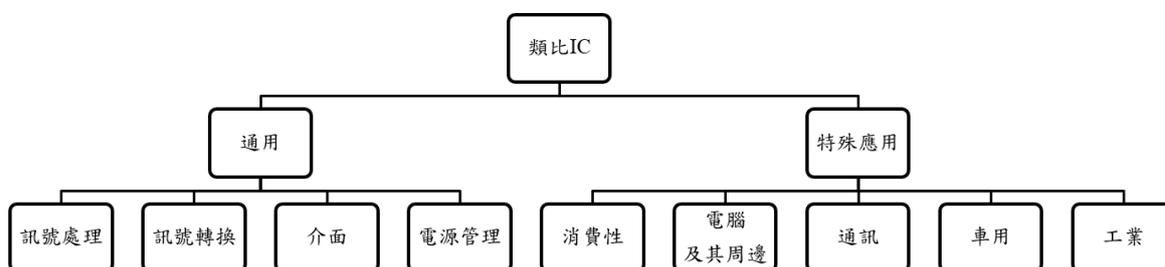 類比IC
通用
特殊應用
訊號處理
訊號轉換
介面
電源管理
消費性
電腦
及其周邊
通訊
車用
工業